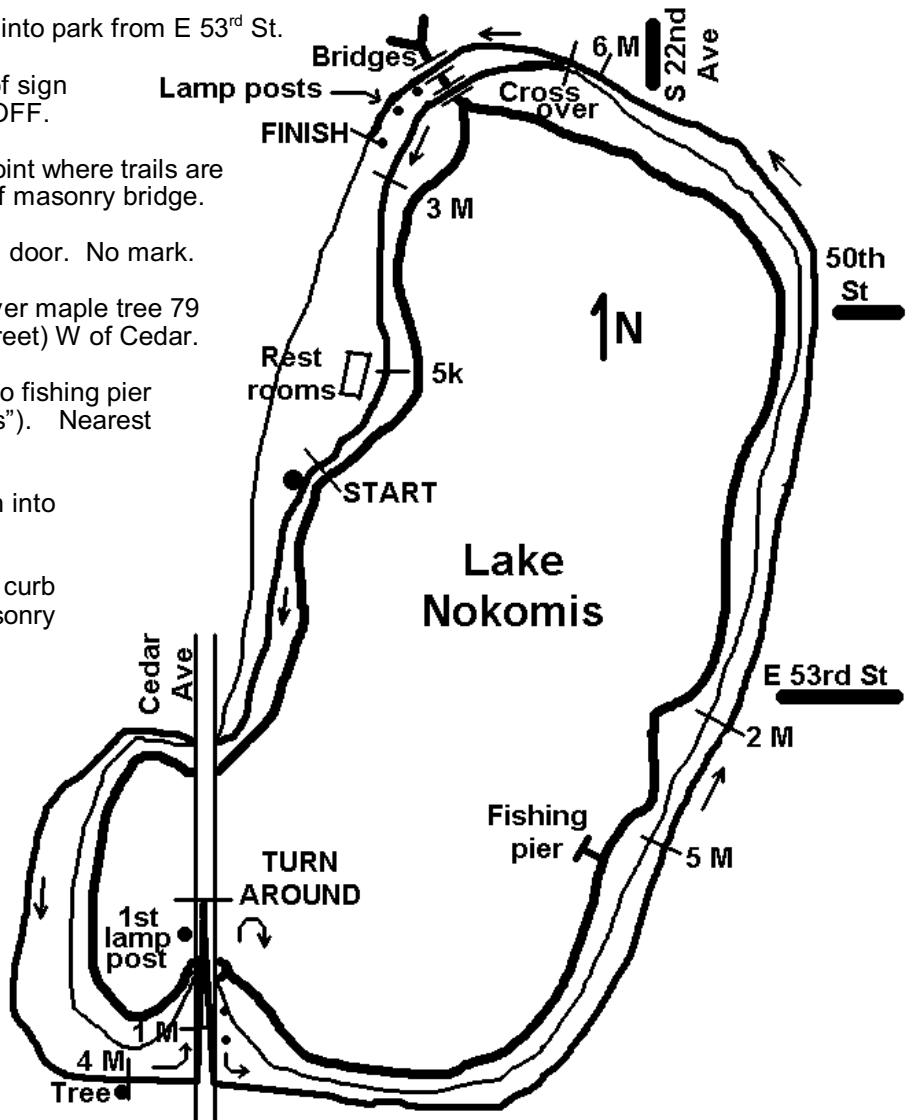 into park from E 53rd St.
of sign
OFF.
oint where trails are
f masonry bridge.
door. No mark.
ver maple tree 79
reet) W of Cedar.
o fishing pier
s”). Nearest
n into
curb
sonry
Bridges
Lamp posts
FINISH
3 M
Cross
over
6 M
S 22nd
Ave
50th
St
N
Rest
rooms
5k
START
Lake
Nokomis
Cedar
Ave
E 53rd St
2 M
Fishing
pier
5 M
TURN
AROUND
1st
lamp
post
1 M
4 M
Tree